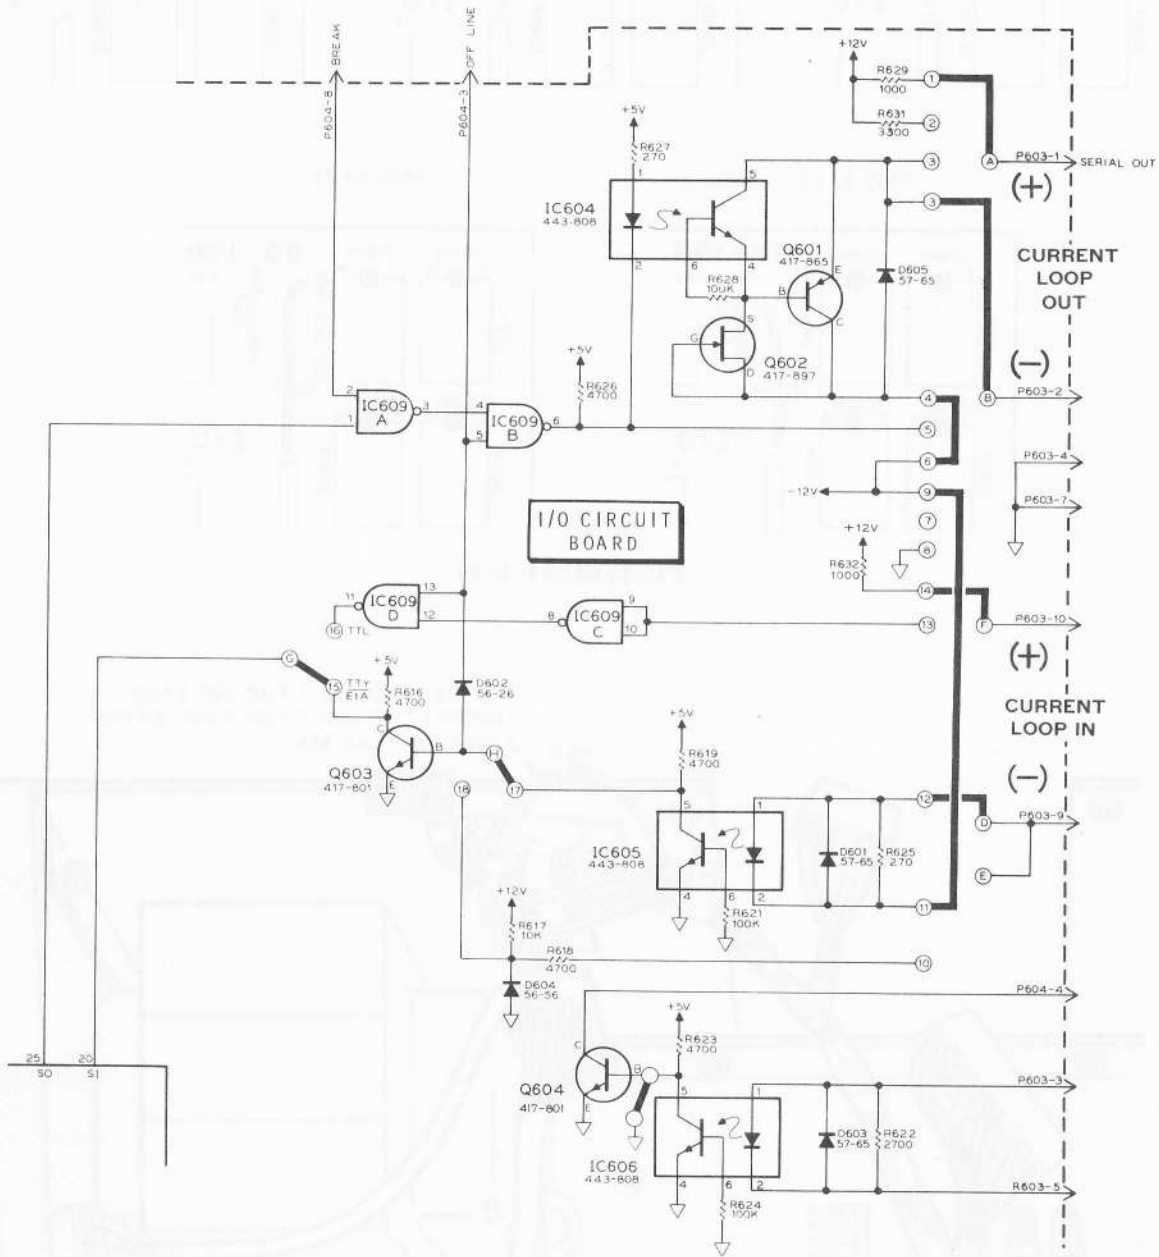 BREAK
OFF LINE
P604-8
P604-3
+12V
R629
1000
1
R631
3300
2
+5V
R627
270
3
A
P603-1
SERIAL OUT
(+)
3
1
5
IC604
443-808
2
6
4
Q601
417-865
E
B
C
D605
57-65
R628
100K
CURRENT
LOOP
OUT
S
G
D
Q602
417-897
(−)
+5V
R626
4700
2
1
IC609
A
3
4
5
IC609
B
6
4
B
P603-2
5
6
P603-4
-12V
9
P603-7
7
I/O CIRCUIT
BOARD
+12V
8
R632
1000
14
11
IC609
D
13
12
16
TTL
8
IC609
C
9
10
13
F
P603-10
(+)
G
15
TTY
EIA
+5V
R616
4700
D602
56-26
C
B
E
Q603
417-801
H
18
17
+5V
R619
4700
CURRENT
LOOP IN
(−)
12
5
1
IC605
443-808
4
6
2
D601
57-65
R625
270
D
P603-9
E
R621
100K
11
+12V
R617
10K
R618
4700
10
D604
56-56
P604-4
+5V
R623
4700
25
SO
20
S1
C
B
E
Q604
417-801
5
1
P603-3
D603
57-65
R622
2700
IC606
443-808
4
6
2
R603-5
R624
100K